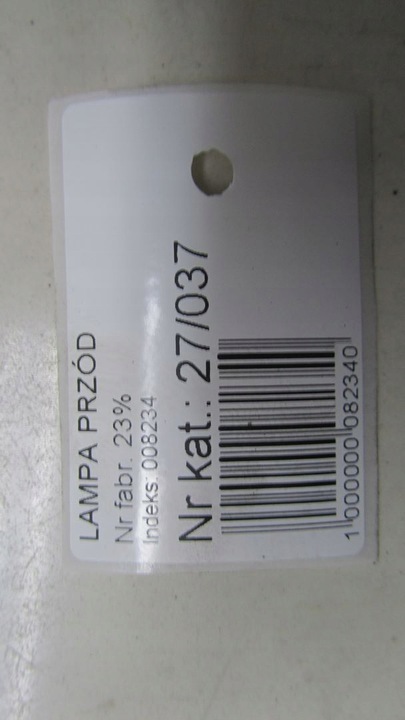 LAMPA PRZÓD
Nr fabr. 23%
Indeks: 008234
Nr kat.: 27/037
1 000000 082340